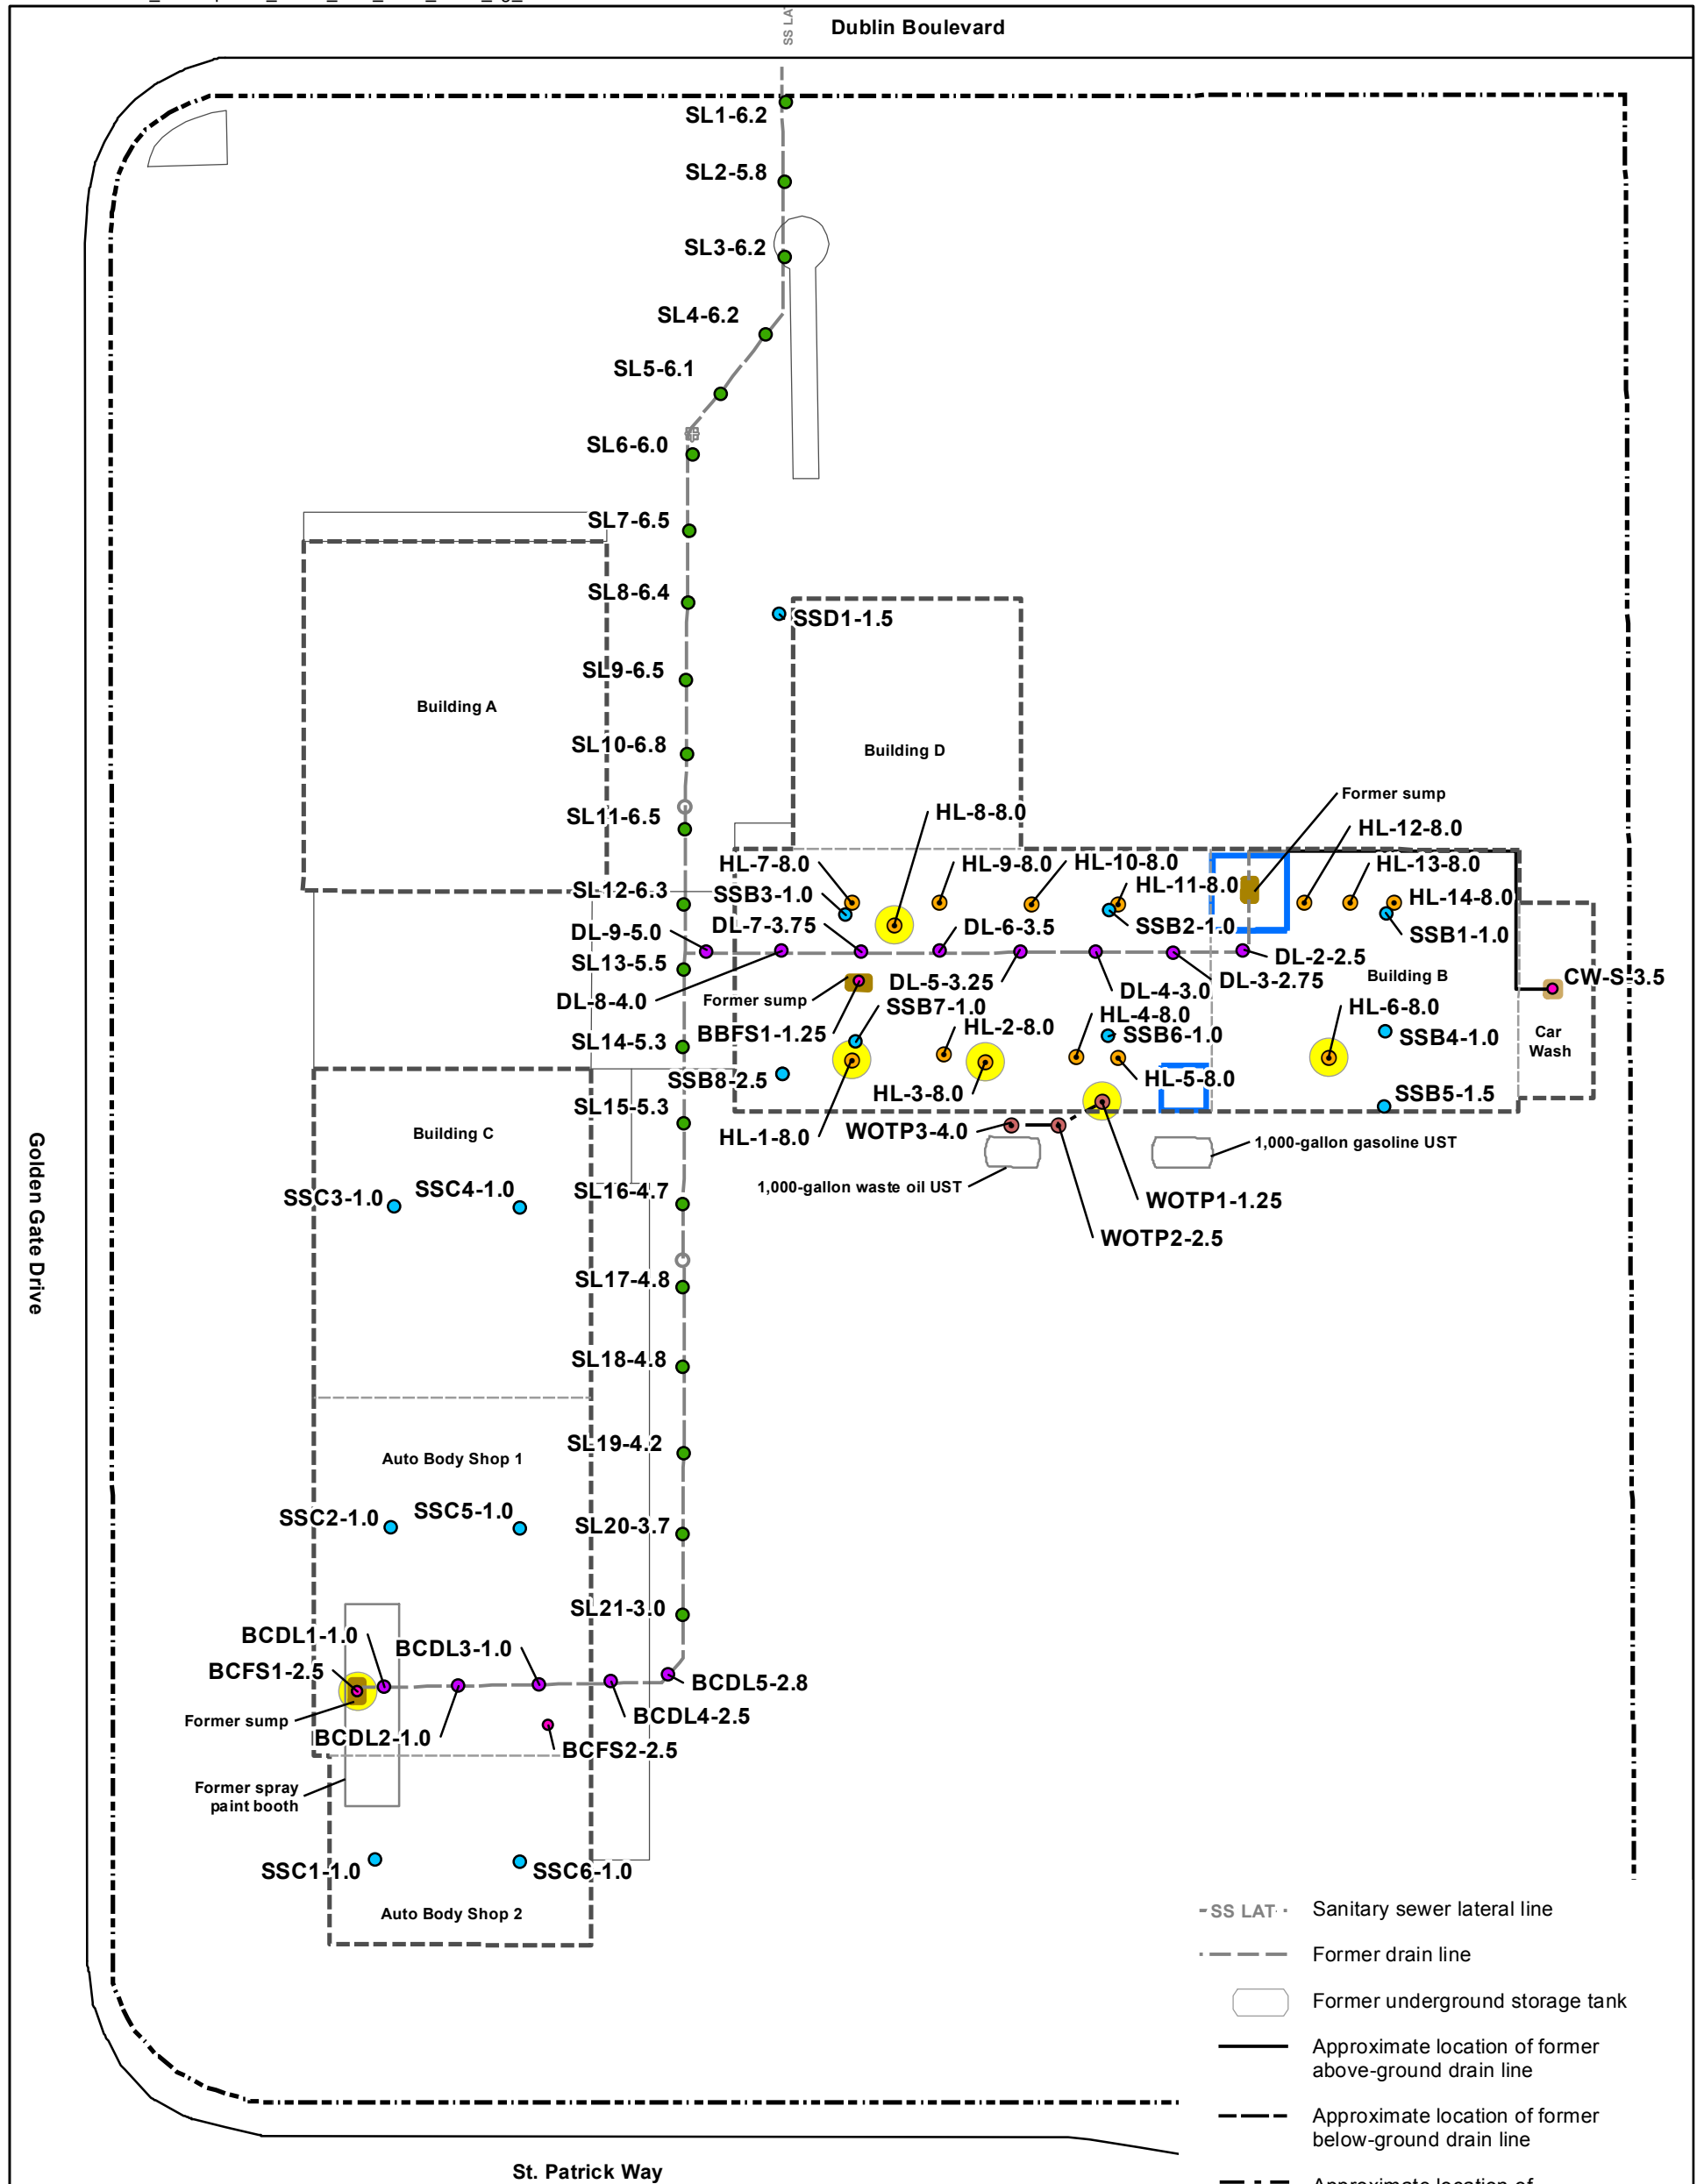 SS LA
Dublin Boulevard
SL1-6.2
SL2-5.8
SL3-6.2
SL4-6.2
SL5-6.1
SL6-6.0
SL7-6.5
SL8-6.4
SSD1-1.5
SL9-6.5
Building A
SL10-6.8
Building D
Former sump
SL11-6.5
HL-8-8.0
HL-12-8.0
HL-7-8.0
HL-9-8.0
HL-10-8.0
HL-13-8.0
SL12-6.3
SSB3-1.0
HL-11-8.0
HL-14-8.0
DL-9-5.0
DL-7-3.75
DL-6-3.5
SSB2-1.0
SSB1-1.0
SL13-5.5
DL-2-2.5
DL-8-4.0
Former sump
DL-5-3.25
DL-4-3.0
DL-3-2.75
Building B
CW-S-3.5
SSB7-1.0
HL-4-8.0
HL-6-8.0
SL14-5.3
BBFS1-1.25
HL-2-8.0
SSB6-1.0
SSB4-1.0
Car
Wash
SSB8-2.5
HL-3-8.0
HL-5-8.0
SL15-5.3
SSB5-1.5
Building C
HL-1-8.0
WOTP3-4.0
1,000-gallon gasoline UST
1,000-gallon waste oil UST
SSC3-1.0
SSC4-1.0
SL16-4.7
WOTP1-1.25
WOTP2-2.5
Golden Gate Drive
SL17-4.8
SL18-4.8
Auto Body Shop 1
SL19-4.2
SSC2-1.0
SSC5-1.0
SL20-3.7
SL21-3.0
BCDL1-1.0
BCDL3-1.0
BCFS1-2.5
BCDL5-2.8
Former sump
BCDL2-1.0
BCDL4-2.5
BCFS2-2.5
Former spray
paint booth
SSC1-1.0
SSC6-1.0
Auto Body Shop 2
SS LAT
Sanitary sewer lateral line
Former drain line
Former underground storage tank
Approximate location of former
above-ground drain line
Approximate location of former
below-ground drain line
St. Patrick Way
Approximate location of